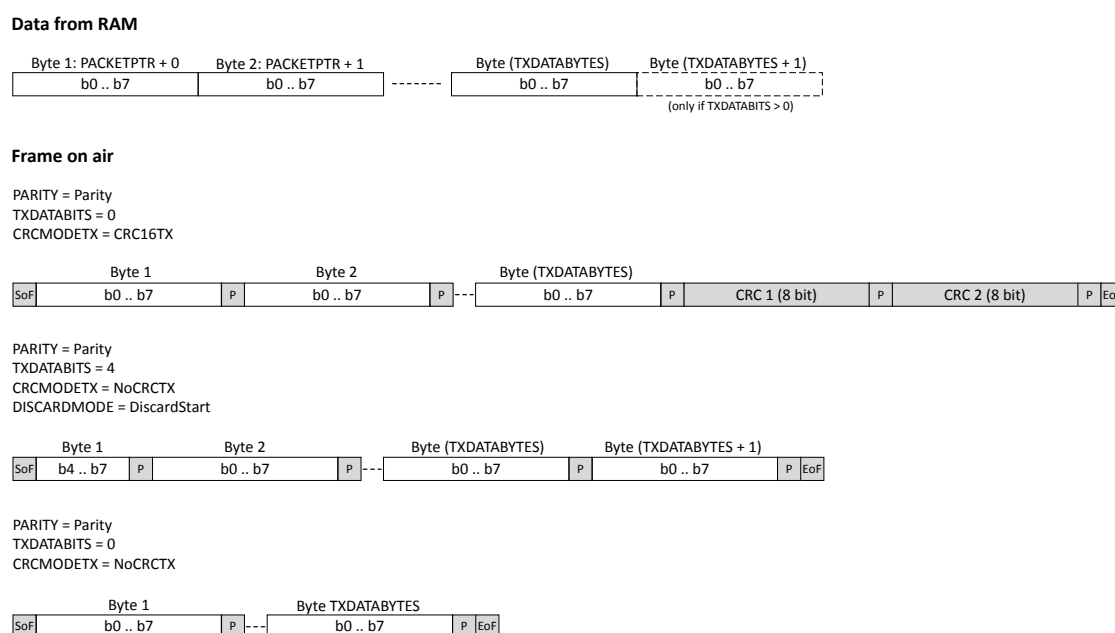 Data from RAM
Byte 1: PACKETPTR + 0 Byte 2: PACKETPTR + 1 Byte (TXDATABYTES) Byte (TXDATABYTES + 1)
b0 .. b7 b0 .. b7 b0 .. b7 b0 .. b7
(only if TXDATABITS > 0)
Frame on air
PARITY = Parity
TXDATABITS = 0
CRCMODETX = CRC16TX
Byte 1 Byte 2 Byte (TXDATABYTES)
SoF b0 .. b7 P b0 .. b7 P b0 .. b7 P CRC 1 (8 bit) P CRC 2 (8 bit) P Eo
PARITY = Parity
TXDATABITS = 4
CRCMODETX = NoCRCTX
DISCARDMODE = DiscardStart
Byte 1 Byte 2 Byte (TXDATABYTES) Byte (TXDATABYTES + 1)
SoF b4 .. b7 P b0 .. b7 P b0 .. b7 P b0 .. b7 P EoF
PARITY = Parity
TXDATABITS = 0
CRCMODETX = NoCRCTX
Byte 1 Byte TXDATABYTES
SoF b0 .. b7 P b0 .. b7 P EoF